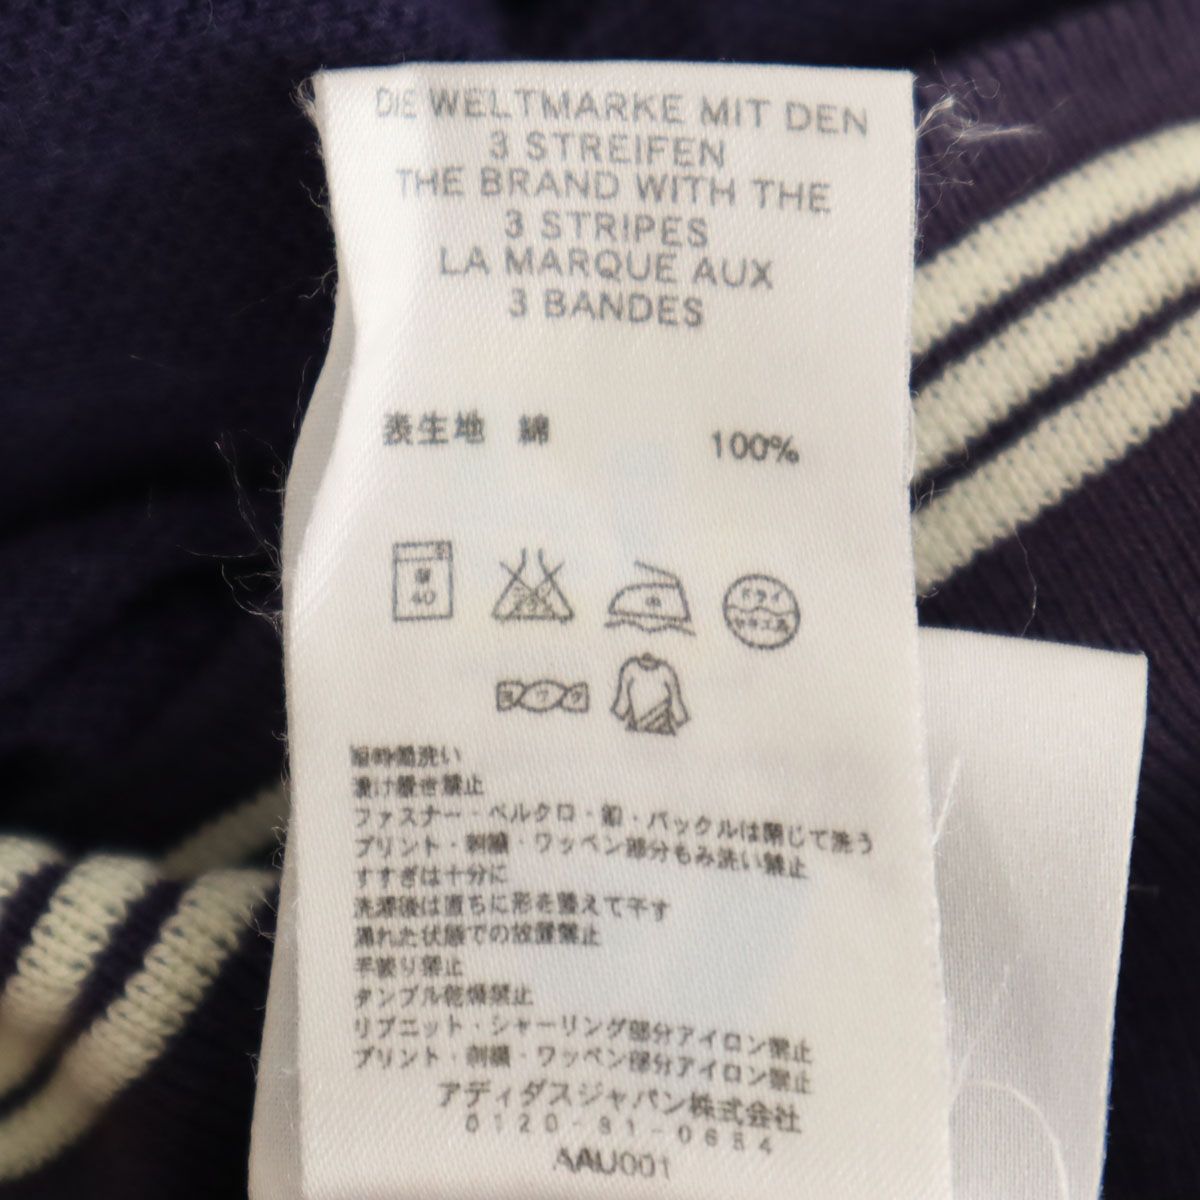 DIE WELTMARKE MIT DEN
3 STREIFEN
THE BRAND WITH THE
3 STRIPES
LA MARQUE AUX
3 BANDES
表生地 綿 100%
40
ドライ
ヨワク
短時間洗い
漬け置き禁止
ファスナー・ベルクロ・釦・バックルは閉じて洗う
プリント・刺繍・ワッペン部分もみ洗い禁止
すすぎは十分に
洗濯後は直ちに形を整えて干す
濡れた状態での放置禁止
手絞り禁止
タンブル乾燥禁止
リブニット・シャーリング部分アイロン禁止
プリント・刺繍・ワッペン部分アイロン禁止
アディダスジャパン株式会社
0120-81-0654
AAU001